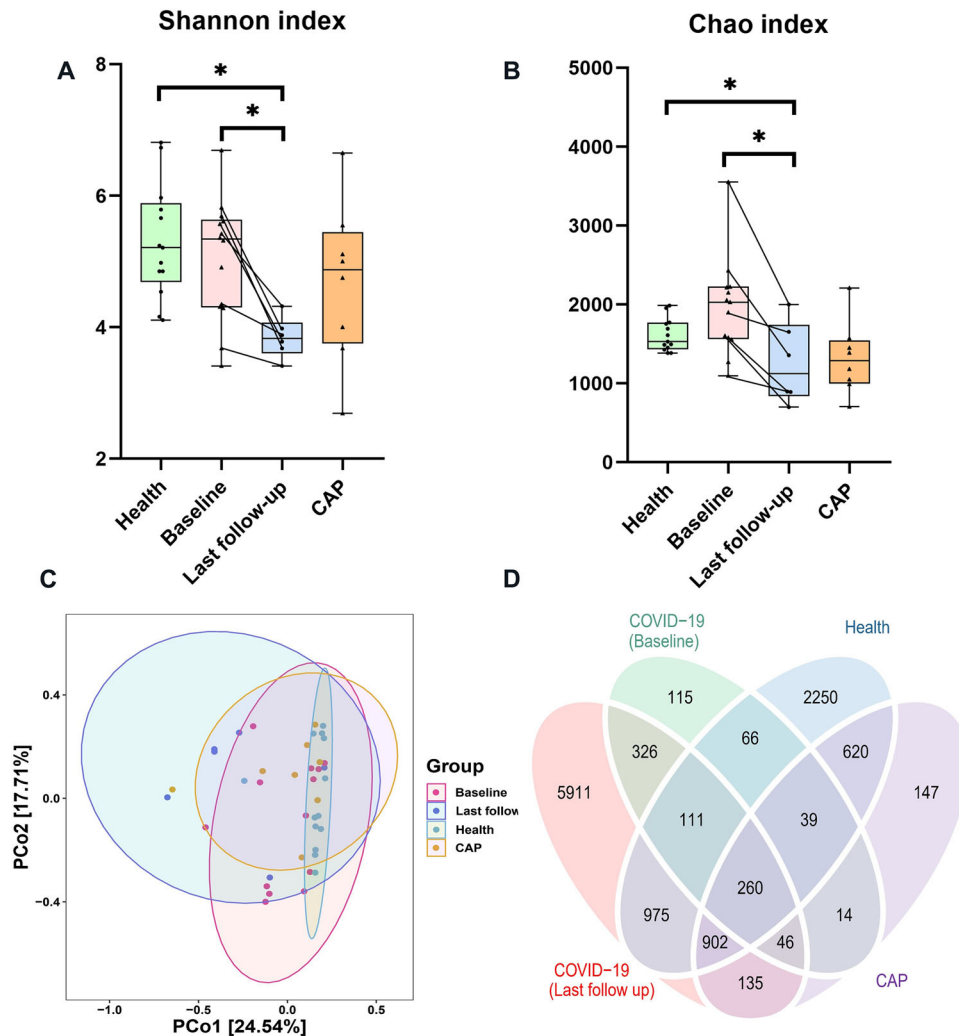 Shannon index
Chao index
A
B
*
*
*
*
8
6
4
2
5000
4000
3000
2000
1000
0
Health
Baseline
Last follow-up
CAP
Health
Baseline
Last follow-up
CAP
C
D
PCo2 [17.71%]
0.4
0.0
−0.4
−1.0
−0.5
0.0
0.5
PCo1 [24.54%]
Group
Baseline
Last follow
Health
CAP
COVID−19
(Baseline)
Health
115
2250
326
66
620
5911
147
111
39
260
975
14
902
46
135
COVID−19
(Last follow up)
CAP